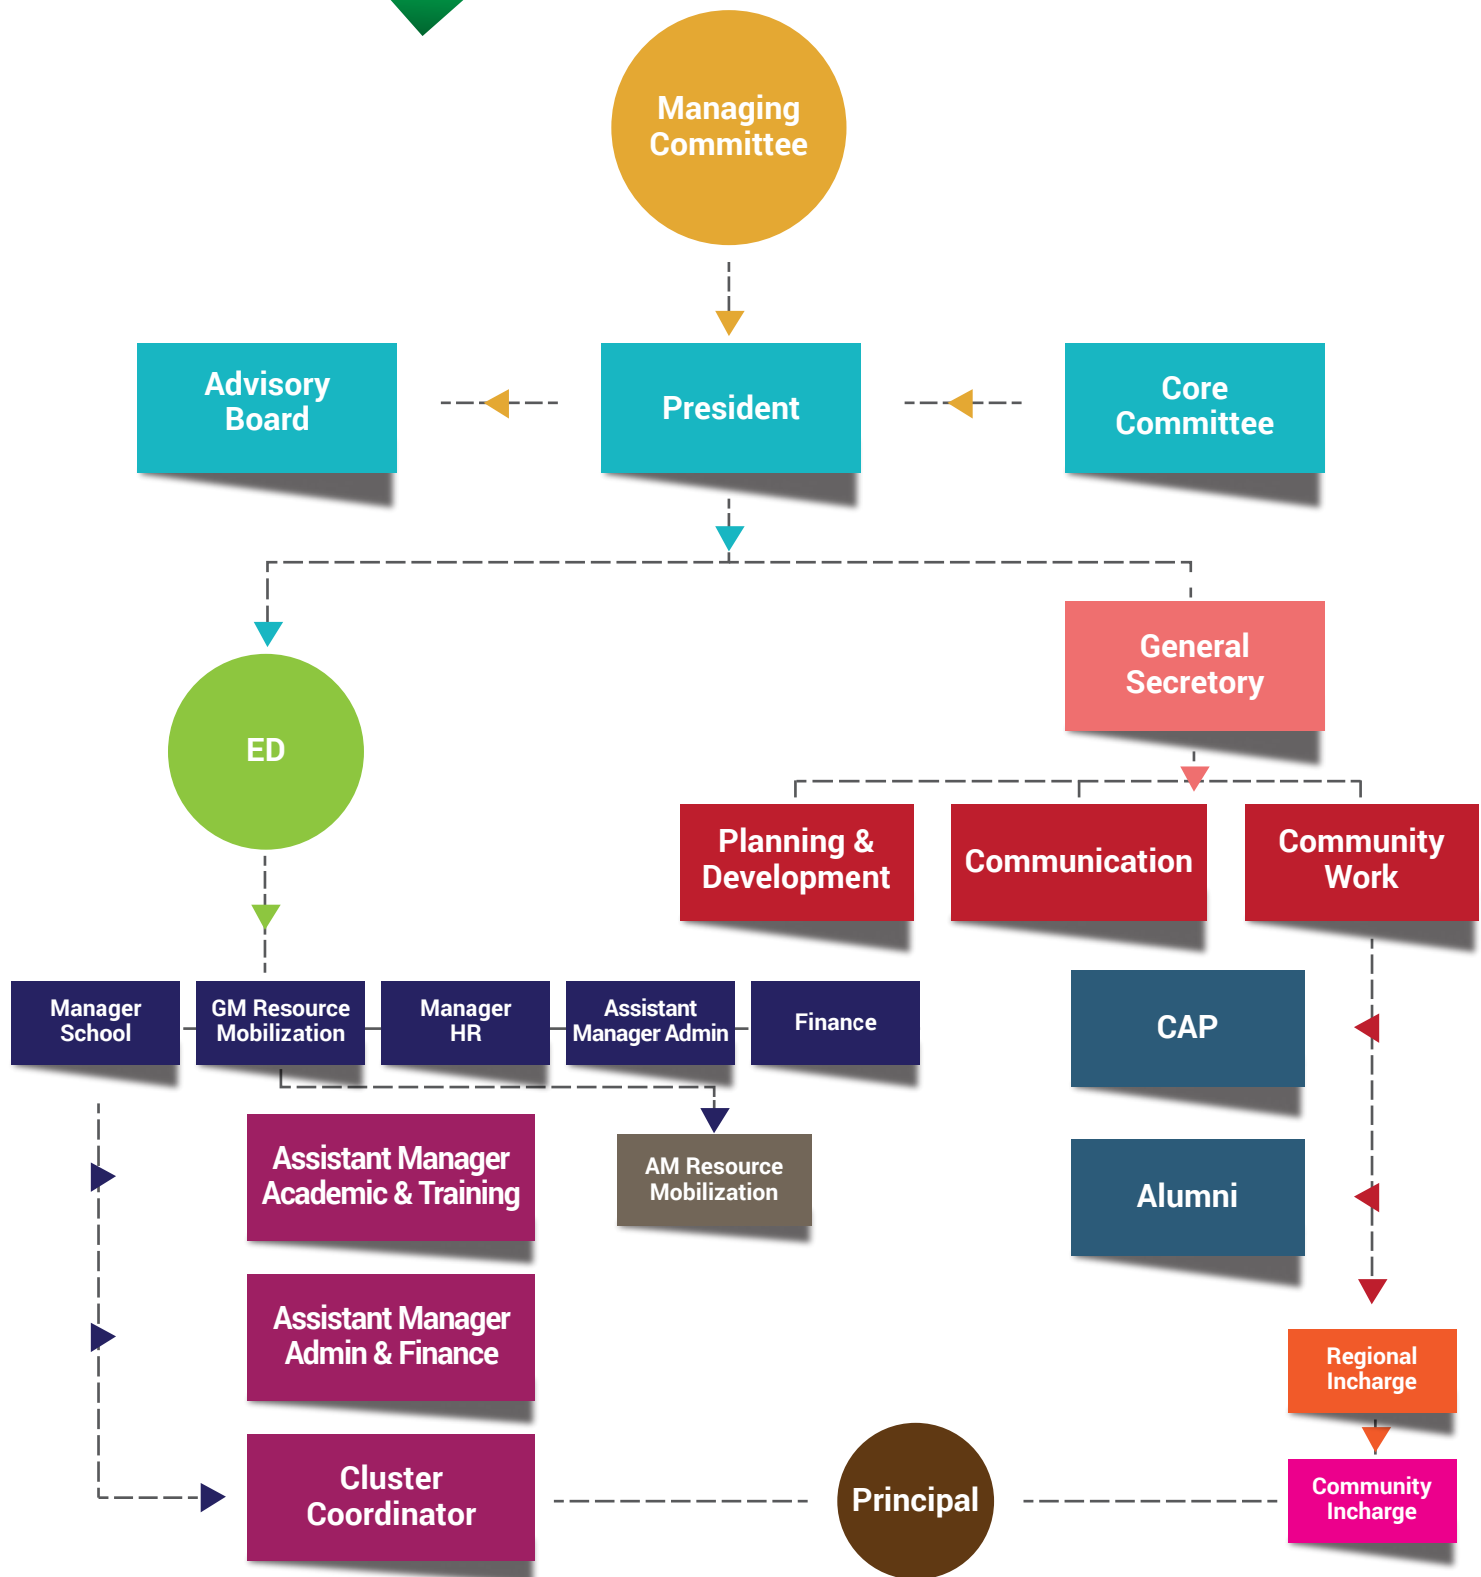 Managing
Committee
Advisory
Board
President
Core
Committee
General
Secretory
ED
Planning &
Development
Communication
Community
Work
Manager
School
GM Resource
Mobilization
Manager
HR
Assistant
Manager Admin
Finance
CAP
Assistant Manager
Academic & Training
AM Resource
Mobilization
Alumni
Assistant Manager
Admin & Finance
Regional
Incharge
Cluster
Coordinator
Principal
Community
Incharge